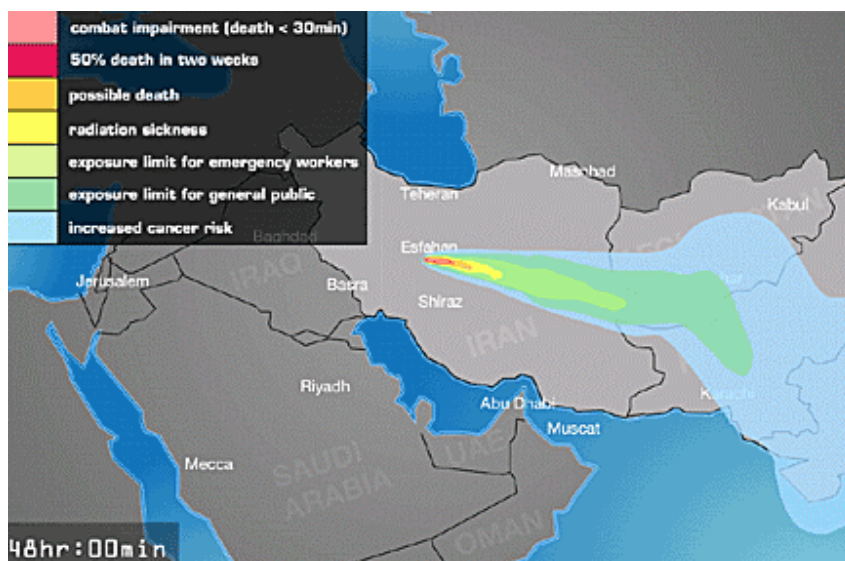 combat impairment (death < 30min)
50% death in two weeks
possible death
radiation sickness
exposure limit for emergency workers
exposure limit for general public
increased cancer risk
Mashhad
Teheran
Kabul
Baghdad
Esfahan
IRAQ
Jerusalem
Basra
Shiraz
IRAN
Riyadh
Abu Dhabi
Karachi
Muscat
UAE
Mecca
SAUDI
ARABIA
OMAN
48hr:00min